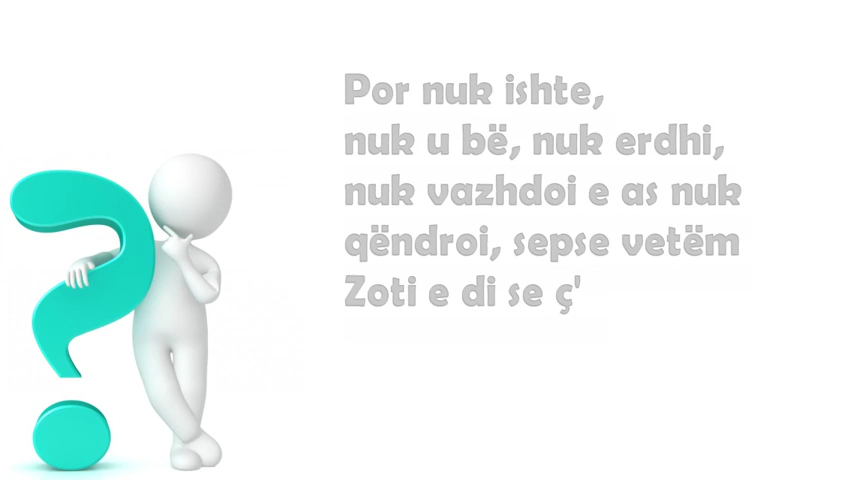 Por nuk ishte,
nuk u bë, nuk erdhi,
nuk vazhdoi e as nuk
qëndroi, sepse vetëm
Zoti e di se ç'